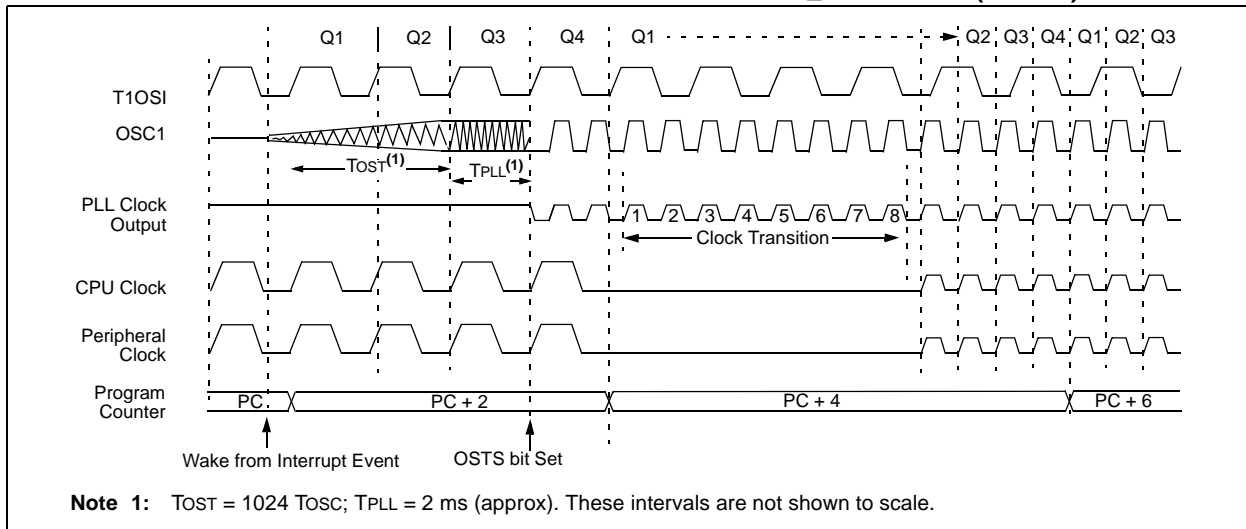 Q1 Q2 Q3 Q4 Q1 Q2 Q3 Q4 Q1 Q2 Q3
T1OSI
OSC1
TOST(1) TPLL(1)
PLL Clock
Output
1 2 3 4 5 6 7 8
Clock Transition
CPU Clock
Peripheral
Clock
Program
Counter
PC PC + 2 PC + 4 PC + 6
Wake from Interrupt Event OSTS bit Set
Note 1: TOST = 1024 TOSC; TPLL = 2 ms (approx). These intervals are not shown to scale.